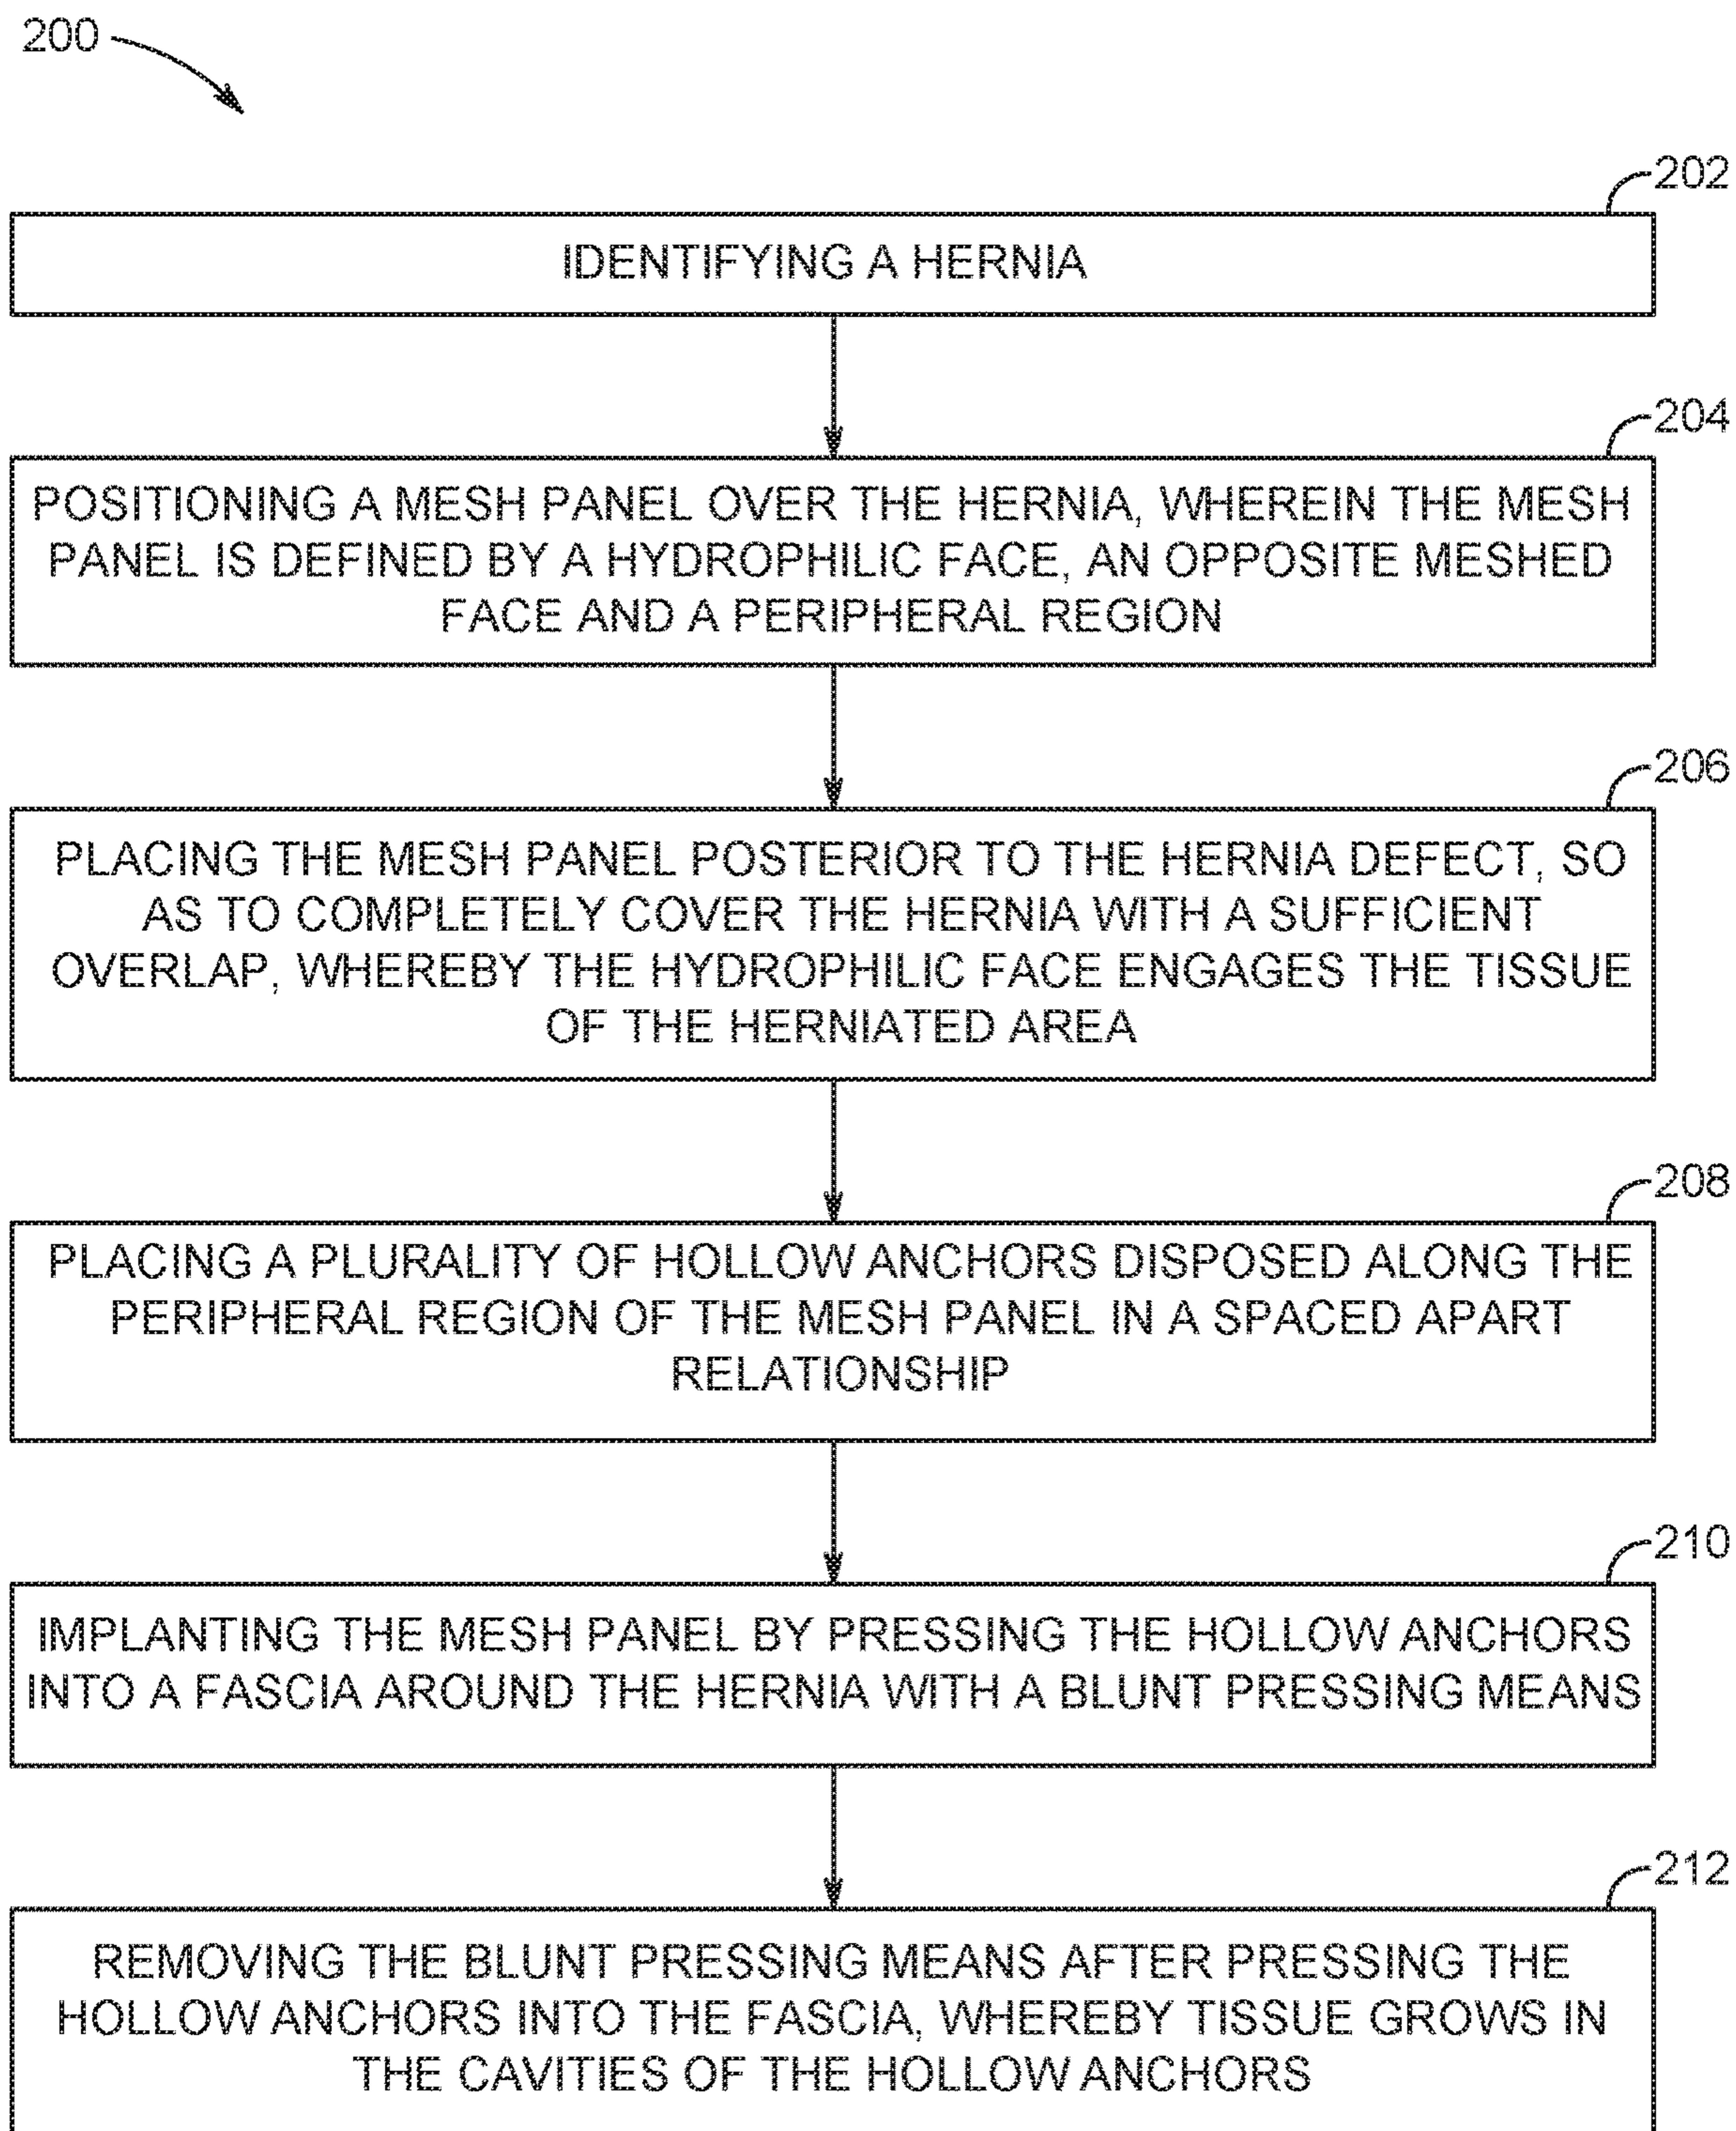 200
202
IDENTIFYING A HERNIA
204
POSITIONING A MESH PANEL OVER THE HERNIA, WHEREIN THE MESH
PANEL IS DEFINED BY A HYDROPHILIC FACE, AN OPPOSITE MESHED
FACE AND A PERIPHERAL REGION
206
PLACING THE MESH PANEL POSTERIOR TO THE HERNIA DEFECT, SO
AS TO COMPLETELY COVER THE HERNIA WITH A SUFFICIENT
OVERLAP, WHEREBY THE HYDROPHILIC FACE ENGAGES THE TISSUE
OF THE HERNIATED AREA
208
PLACING A PLURALITY OF HOLLOW ANCHORS DISPOSED ALONG THE
PERIPHERAL REGION OF THE MESH PANEL IN A SPACED APART
RELATIONSHIP
210
IMPLANTING THE MESH PANEL BY PRESSING THE HOLLOW ANCHORS
INTO A FASCIA AROUND THE HERNIA WITH A BLUNT PRESSING MEANS
212
REMOVING THE BLUNT PRESSING MEANS AFTER PRESSING THE
HOLLOW ANCHORS INTO THE FASCIA, WHEREBY TISSUE GROWS IN
THE CAVITIES OF THE HOLLOW ANCHORS